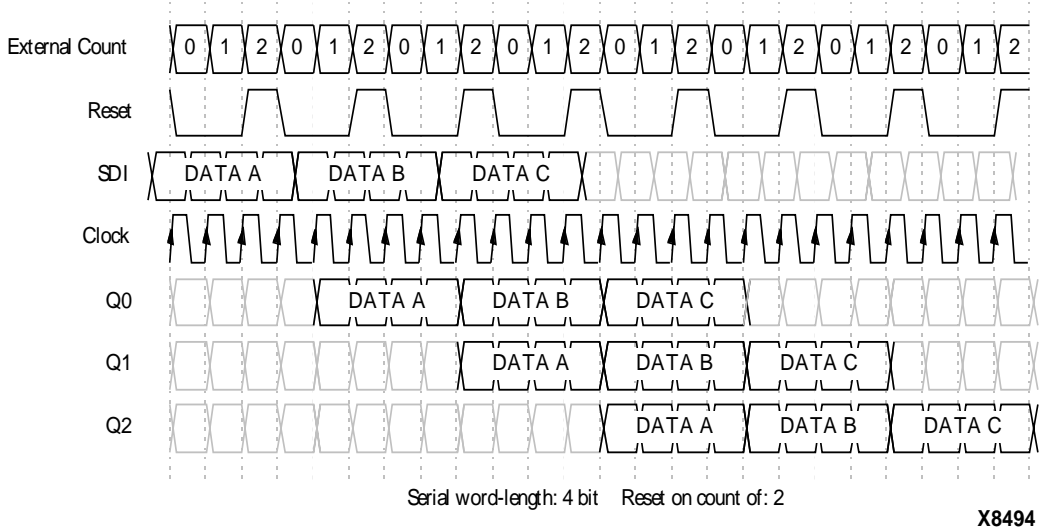 External Count 0 1 2 0 1 2 0 1 2 0 1 2 0 1 2 0 1 2 0 1 2 0 1 2
Reset
SDI DATA A DATA B DATA C
Clock
Q0 DATA A DATA B DATA C
Q1 DATA A DATA B DATA C
Q2 DATA A DATA B DATA C
Serial word-length: 4 bit Reset on count of: 2
X8494